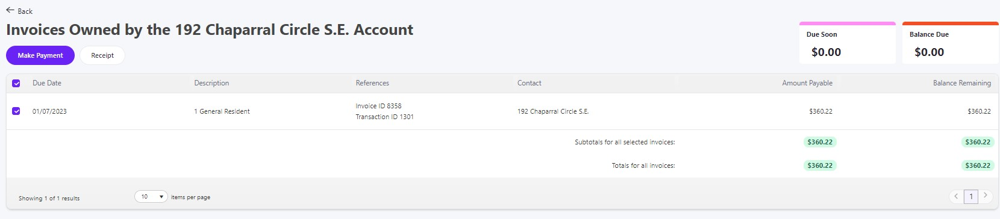 Back
Invoices Owned by the 192 Chaparral Circle S.E. Account
Make Payment
Receipt
Due Soon
$0.00
Balance Due
$0.00
Due Date Description References Contact Amount Payable Balance Remaining
01/07/2023 1 General Resident Invoice ID 8358 192 Chaparral Circle S.E. $360.22 $360.22
Transaction ID 1301
Subtotals for all selected invoices: $360.22 $360.22
Totals for all invoices: $360.22 $360.22
Showing 1 of 1 results 10 items per page 1